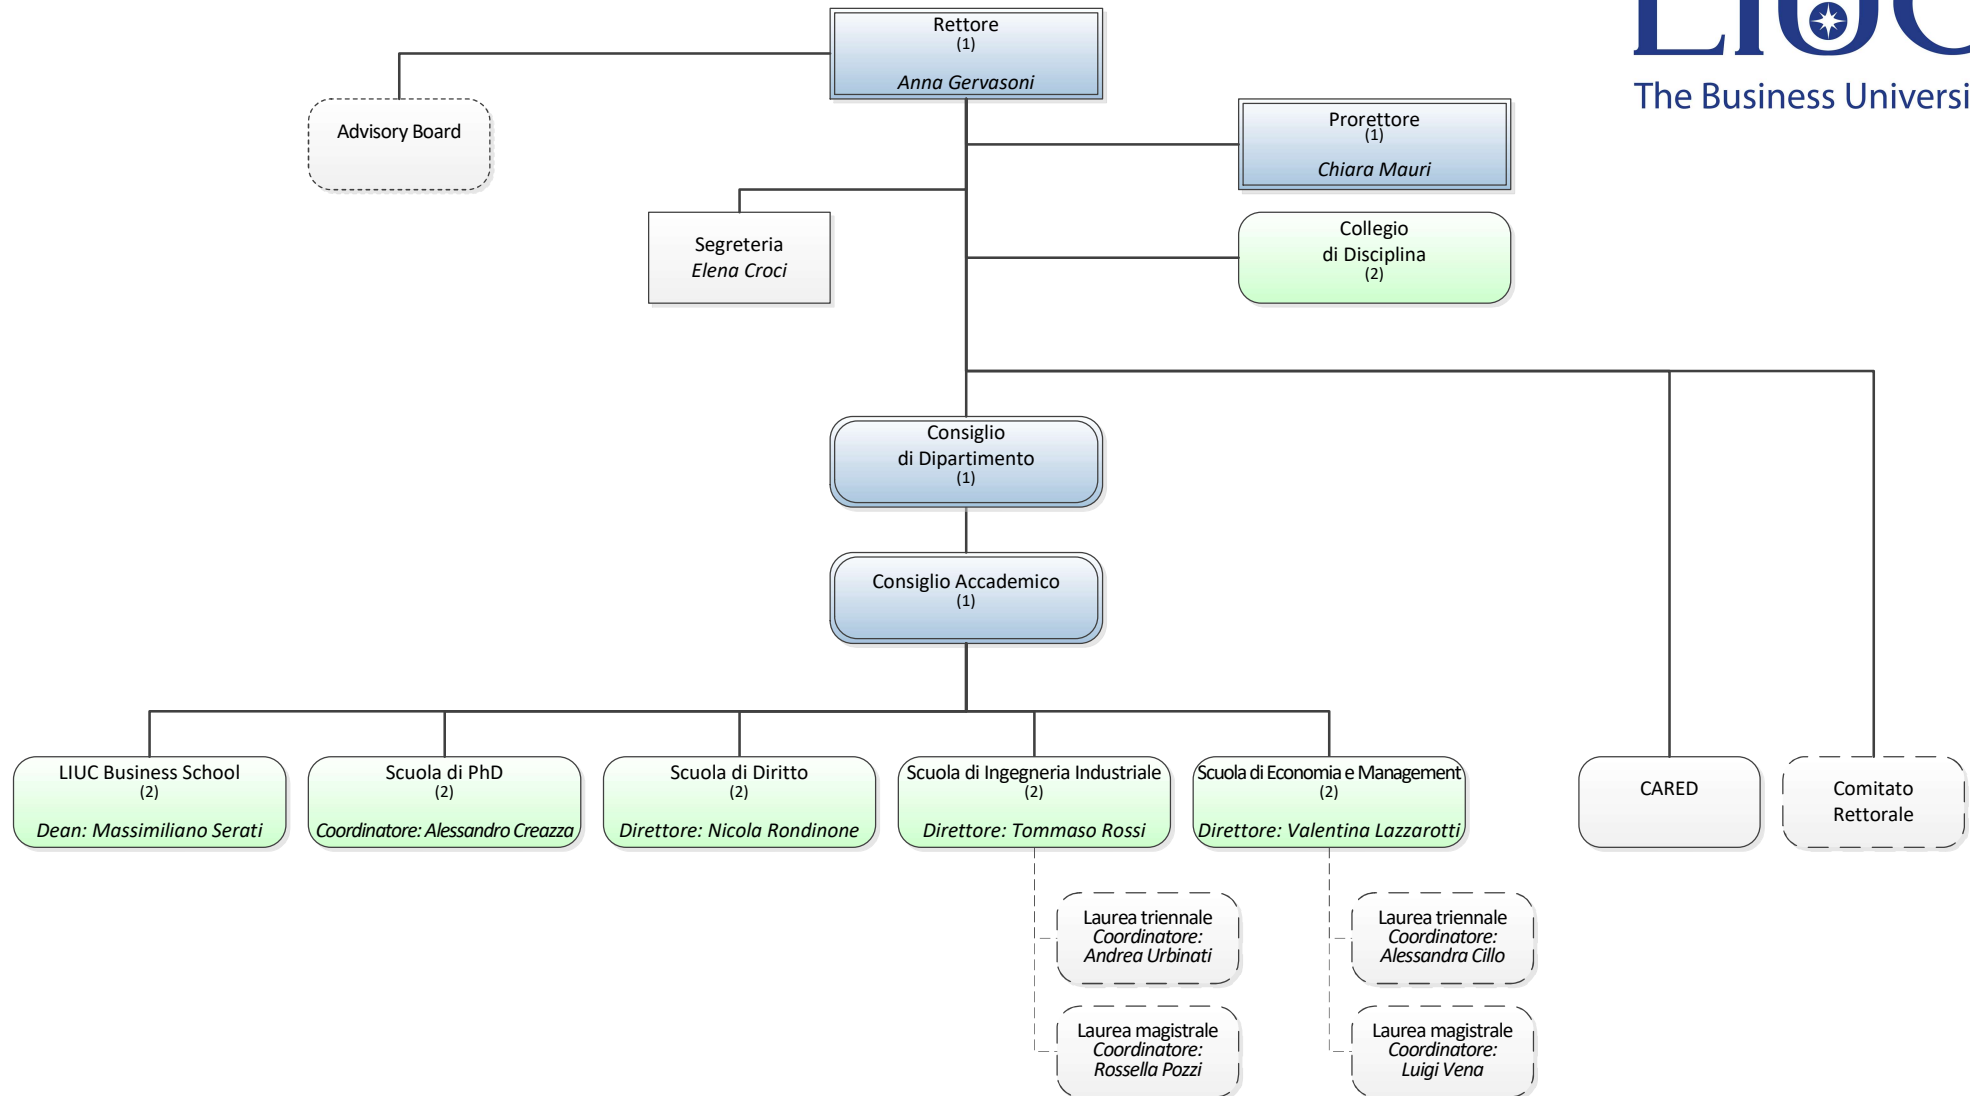 LIUC
The Business Universi
Rettore
(1)
Anna Gervasoni
Advisory Board
Prorettore
(1)
Chiara Mauri
Segreteria
Elena Croci
Collegio
di Disciplina
(2)
Consiglio
di Dipartimento
(1)
Consiglio Accademico
(1)
LIUC Business School
(2)
Dean: Massimiliano Serati
Scuola di PhD
(2)
Coordinatore: Alessandro Creazza
Scuola di Diritto
(2)
Direttore: Nicola Rondinone
Scuola di Ingegneria Industriale
(2)
Direttore: Tommaso Rossi
Scuola di Economia e Management
(2)
Direttore: Valentina Lazzarotti
CARED
Comitato
Rettorale
Laurea triennale
Coordinatore:
Andrea Urbinati
Laurea triennale
Coordinatore:
Alessandra Cillo
Laurea magistrale
Coordinatore:
Rossella Pozzi
Laurea magistrale
Coordinatore:
Luigi Vena